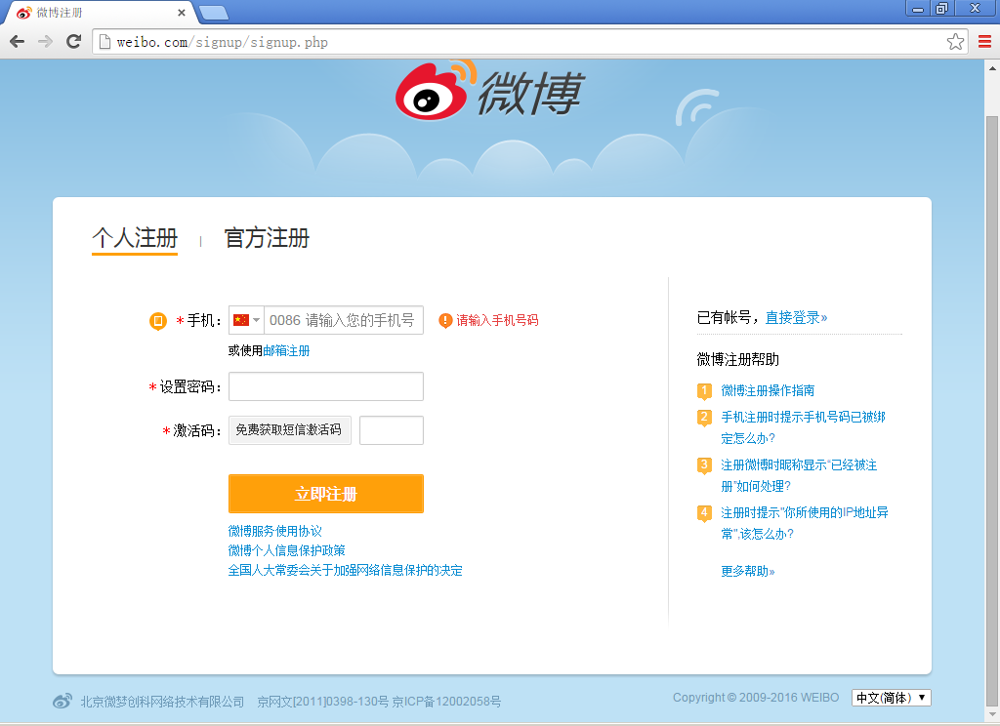 微博注册
weibo.com/signup/signup.php
微博
个人注册 | 官方注册
*手机: 0086 请输入您的手机号 请输入手机号码
或使用邮箱注册
*设置密码:
*激活码: 免费获取短信激活码
立即注册
微博服务使用协议
微博个人信息保护政策
全国人大常委会关于加强网络信息保护的决定
已有帐号，直接登录»
微博注册帮助
1 微博注册操作指南
2 手机注册时提示手机号码已被绑
定怎么办?
3 注册微博时昵称显示“已经被注
册”如何处理?
4 注册时提示"你所使用的IP地址异
常",该怎么办?
更多帮助»
北京微梦创科网络技术有限公司 京网文[2011]0398-130号 京ICP备12002058号
Copyright © 2009-2016 WEIBO 中文(简体)